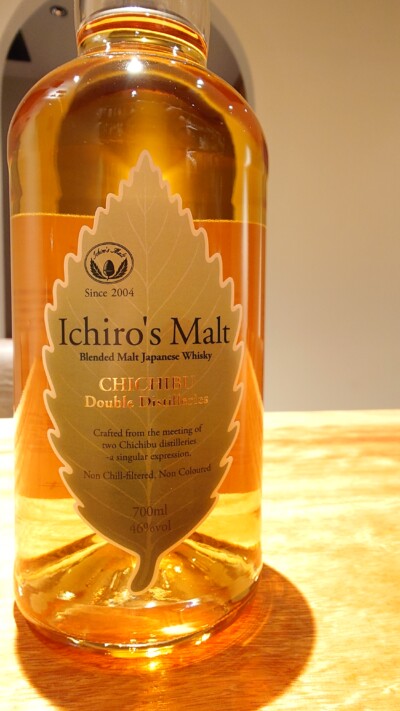 Ichiro's Malt
Since 2004
Ichiro's Malt
Blended Malt Japanese Whisky
CHICHIBU
Double Distilleries
Crafted from the meeting of
two Chichibu distilleries
-a singular expression.
Non Chill-filtered, Non Coloured
700ml
46%vol